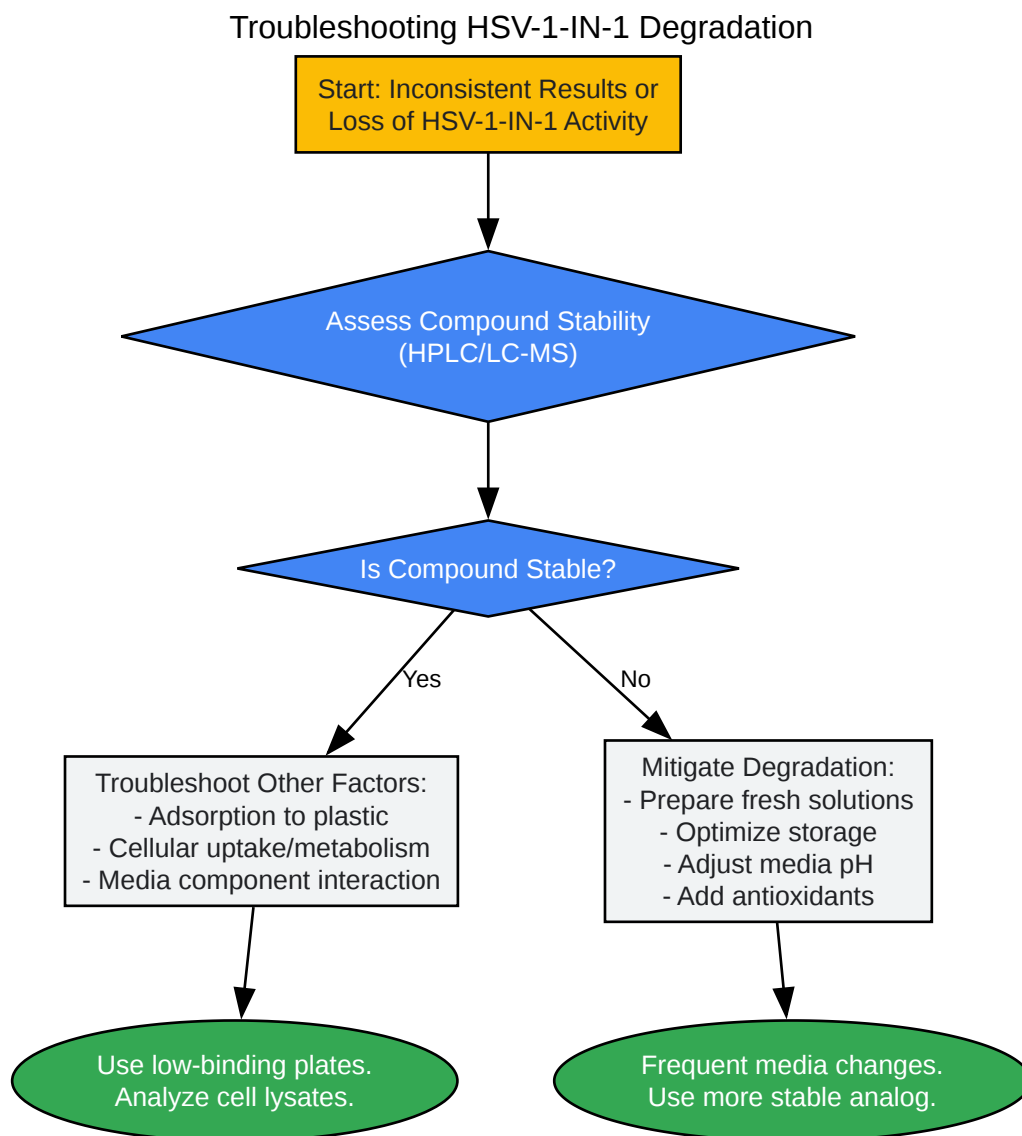 Troubleshooting HSV-1-IN-1 Degradation
Start: Inconsistent Results or
Loss of HSV-1-IN-1 Activity
Assess Compound Stability
(HPLC/LC-MS)
Is Compound Stable?
Yes
No
Troubleshoot Other Factors:
- Adsorption to plastic
- Cellular uptake/metabolism
- Media component interaction
Mitigate Degradation:
- Prepare fresh solutions
- Optimize storage
- Adjust media pH
- Add antioxidants
Use low-binding plates.
Analyze cell lysates.
Frequent media changes.
Use more stable analog.